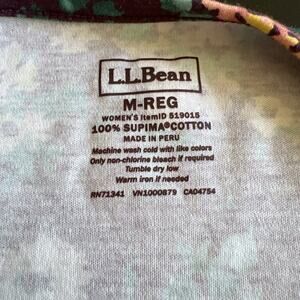 L.L.Bean
M-REG
WOMEN'S ItemID 519015
100% SUPIMA®COTTON
MADE IN PERU
Machine wash cold with like colors
Only non-chlorine bleach if required
Tumble dry low
Warm iron if needed
RN71341 VN1000879 CA04754